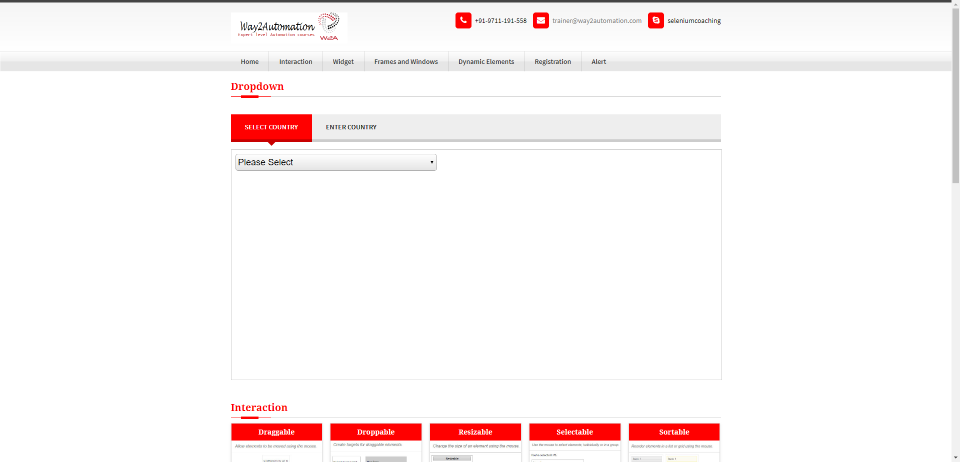 Way2Automation
Expert level Automation courses
W2A
+91-9711-191-558
trainer@way2automation.com
seleniumcoaching
Home
Interaction
Widget
Frames and Windows
Dynamic Elements
Registration
Alert
Dropdown
SELECT COUNTRY
ENTER COUNTRY
Please Select
Interaction
Draggable
Droppable
Resizable
Selectable
Sortable
Allow elements to be moved using the mouse.
Create targets for draggable elements.
Change the size of an element using the mouse.
Use the mouse to select elements, individually or in a group.
Reorder elements in a list or grid using the mouse.